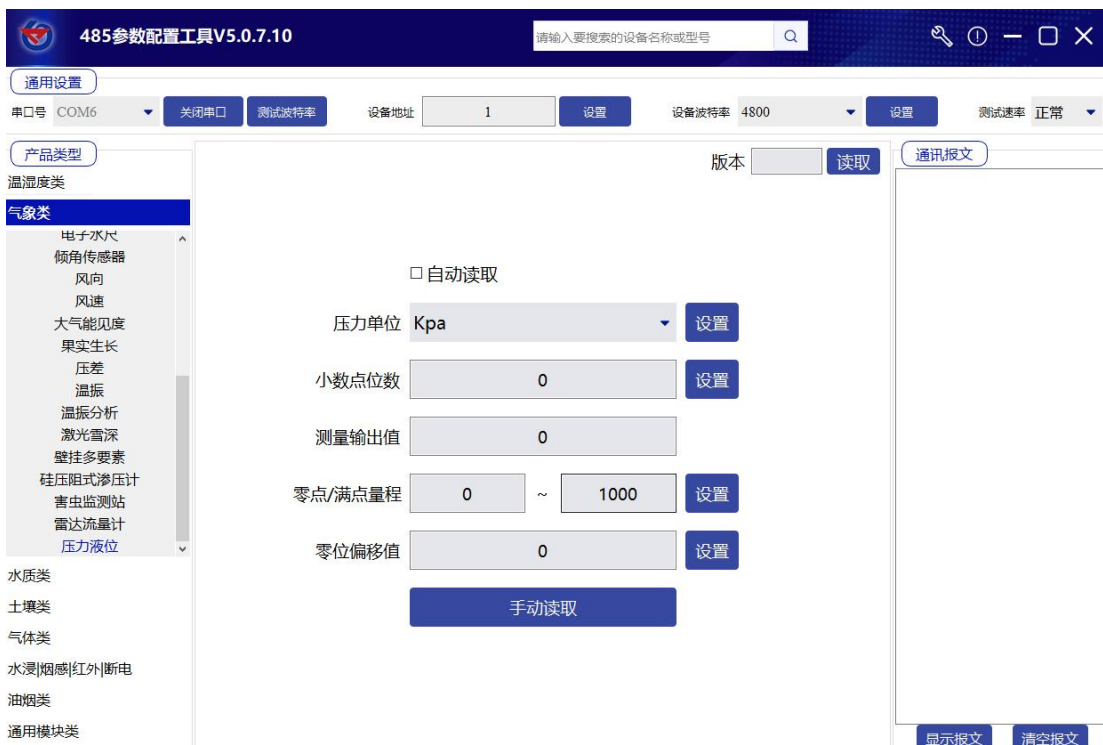 485参数配置工具V5.0.7.10
请输入要搜索的设备名称或型号
通用设置
串口号 COM6 关闭串口 测试波特率 设备地址 1 设置 设备波特率 4800 设置 测试速率 正常
产品类型
温湿度类
气象类
电子水尺
倾角传感器
风向
风速
大气能见度
果实生长
压差
温振
温振分析
激光雪深
壁挂多要素
硅压阻式渗压计
害虫监测站
雷达流量计
压力液位
水质类
土壤类
气体类
水浸|烟感|红外|断电
油烟类
通用模块类
版本 读取
自动读取
压力单位 Kpa 设置
小数点位数 0 设置
测量输出值 0
零点/满点量程 0 ~ 1000 设置
零位偏移值 0 设置
手动读取
通讯报文
显示报文 清空报文